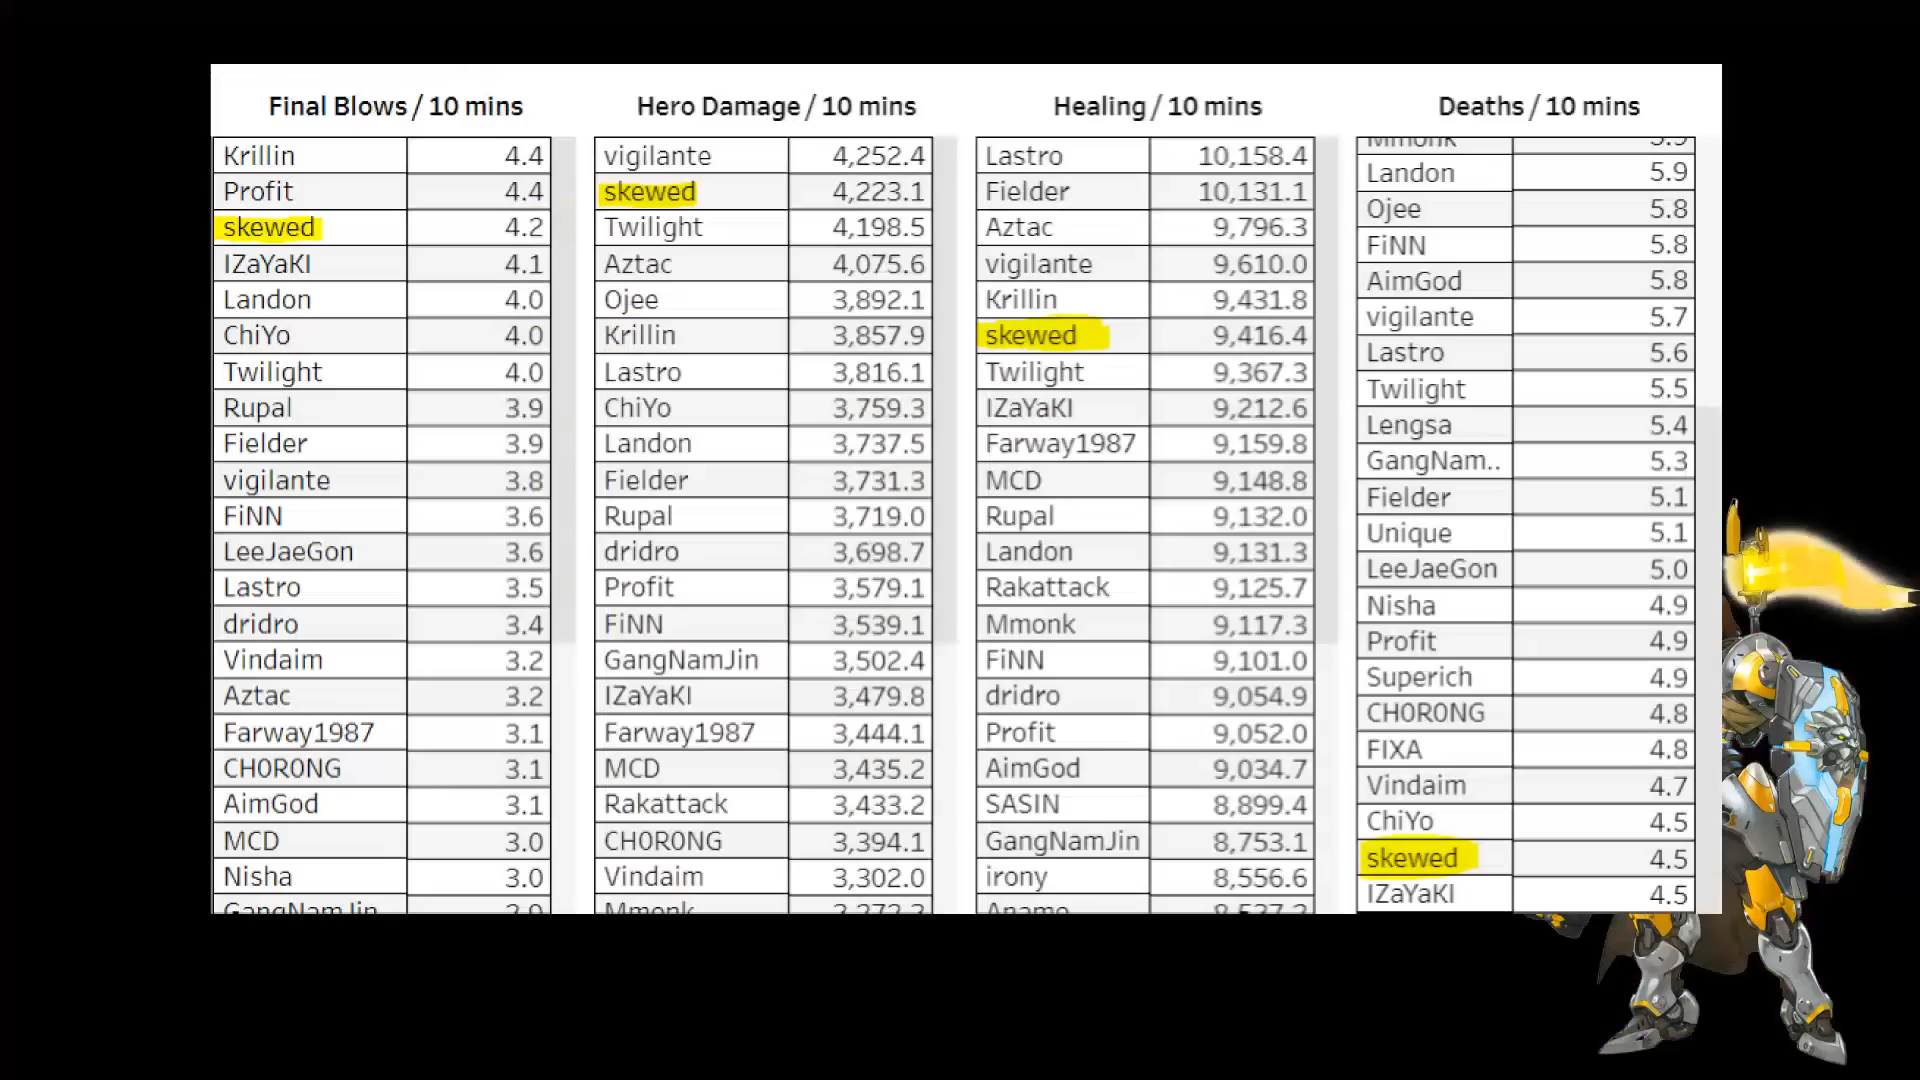 Final Blows / 10 mins
Krillin 4.4
Profit 4.4
skewed 4.2
IZaYaKI 4.1
Landon 4.0
ChiYo 4.0
Twilight 4.0
Rupal 3.9
Fielder 3.9
vigilante 3.8
FiNN 3.6
LeeJaeGon 3.6
Lastro 3.5
dridro 3.4
Vindaim 3.2
Aztac 3.2
Farway1987 3.1
CH0R0NG 3.1
AimGod 3.1
MCD 3.0
Nisha 3.0
GangNamJin 2.9
Hero Damage / 10 mins
vigilante 4,252.4
skewed 4,223.1
Twilight 4,198.5
Aztac 4,075.6
Ojee 3,892.1
Krillin 3,857.9
Lastro 3,816.1
ChiYo 3,759.3
Landon 3,737.5
Fielder 3,731.3
Rupal 3,719.0
dridro 3,698.7
Profit 3,579.1
FiNN 3,539.1
GangNamJin 3,502.4
IZaYaKI 3,479.8
Farway1987 3,444.1
MCD 3,435.2
Rakattack 3,433.2
CH0R0NG 3,394.1
Vindaim 3,302.0
Mmonk
Healing / 10 mins
Lastro 10,158.4
Fielder 10,131.1
Aztac 9,796.3
vigilante 9,610.0
Krillin 9,431.8
skewed 9,416.4
Twilight 9,367.3
IZaYaKI 9,212.6
Farway1987 9,159.8
MCD 9,148.8
Rupal 9,132.0
Landon 9,131.3
Rakattack 9,125.7
Mmonk 9,117.3
FiNN 9,101.0
dridro 9,054.9
Profit 9,052.0
AimGod 9,034.7
SASIN 8,899.4
GangNamJin 8,753.1
irony 8,556.6
Deaths / 10 mins
Mmonk 5.9
Landon 5.9
Ojee 5.8
FiNN 5.8
AimGod 5.8
vigilante 5.7
Lastro 5.6
Twilight 5.5
Lengsa 5.4
GangNam.. 5.3
Fielder 5.1
Unique 5.1
LeeJaeGon 5.0
Nisha 4.9
Profit 4.9
Superich 4.9
CH0R0NG 4.8
FIXA 4.8
Vindaim 4.7
ChiYo 4.5
skewed 4.5
IZaYaKI 4.5